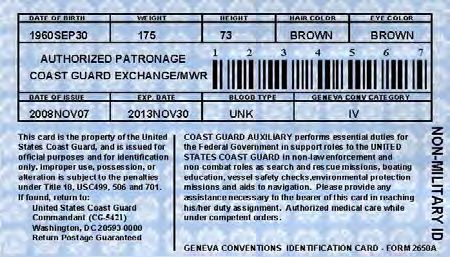 DATE OF BIRTH WEIGHT HEIGHT HAIR COLOR EYE COLOR
1960SEP30 175 73 BROWN BROWN
AUTHORIZED PATRONAGE
COAST GUARD EXCHANGE/MWR
1 2 3 4 5 6 7
DATE OF ISSUE EXP. DATE BLOOD TYPE GENEVA CONV CATEGORY
2008NOV07 2013NOV30 UNK IV
This card is the property of the United
States Coast Guard, and is issued for
official purposes and for identification
only. Improper use, possession, or
alteration is subject to the penalties
under Title 18, USC499, 506 and 701.
If found, return to:
United States Coast Guard
Commandant (CG-5421)
Washington, DC 20593-0000
Return Postage Guaranteed
COAST GUARD AUXILIARY performs essential duties for
the Federal Government in support roles to the UNITED
STATES COAST GUARD in non-law enforcement and
non-combat roles as search and rescue missions, boating
education, vessel safety checks, environmental protection
missions and aids to navigation. Please provide any
assistance necessary to the bearer of this card in reaching
his/her duty assignment. Authorized medical care while
under competent orders.
GENEVA CONVENTIONS IDENTIFICATION CARD - FORM 2650A
NON-MILITARY ID